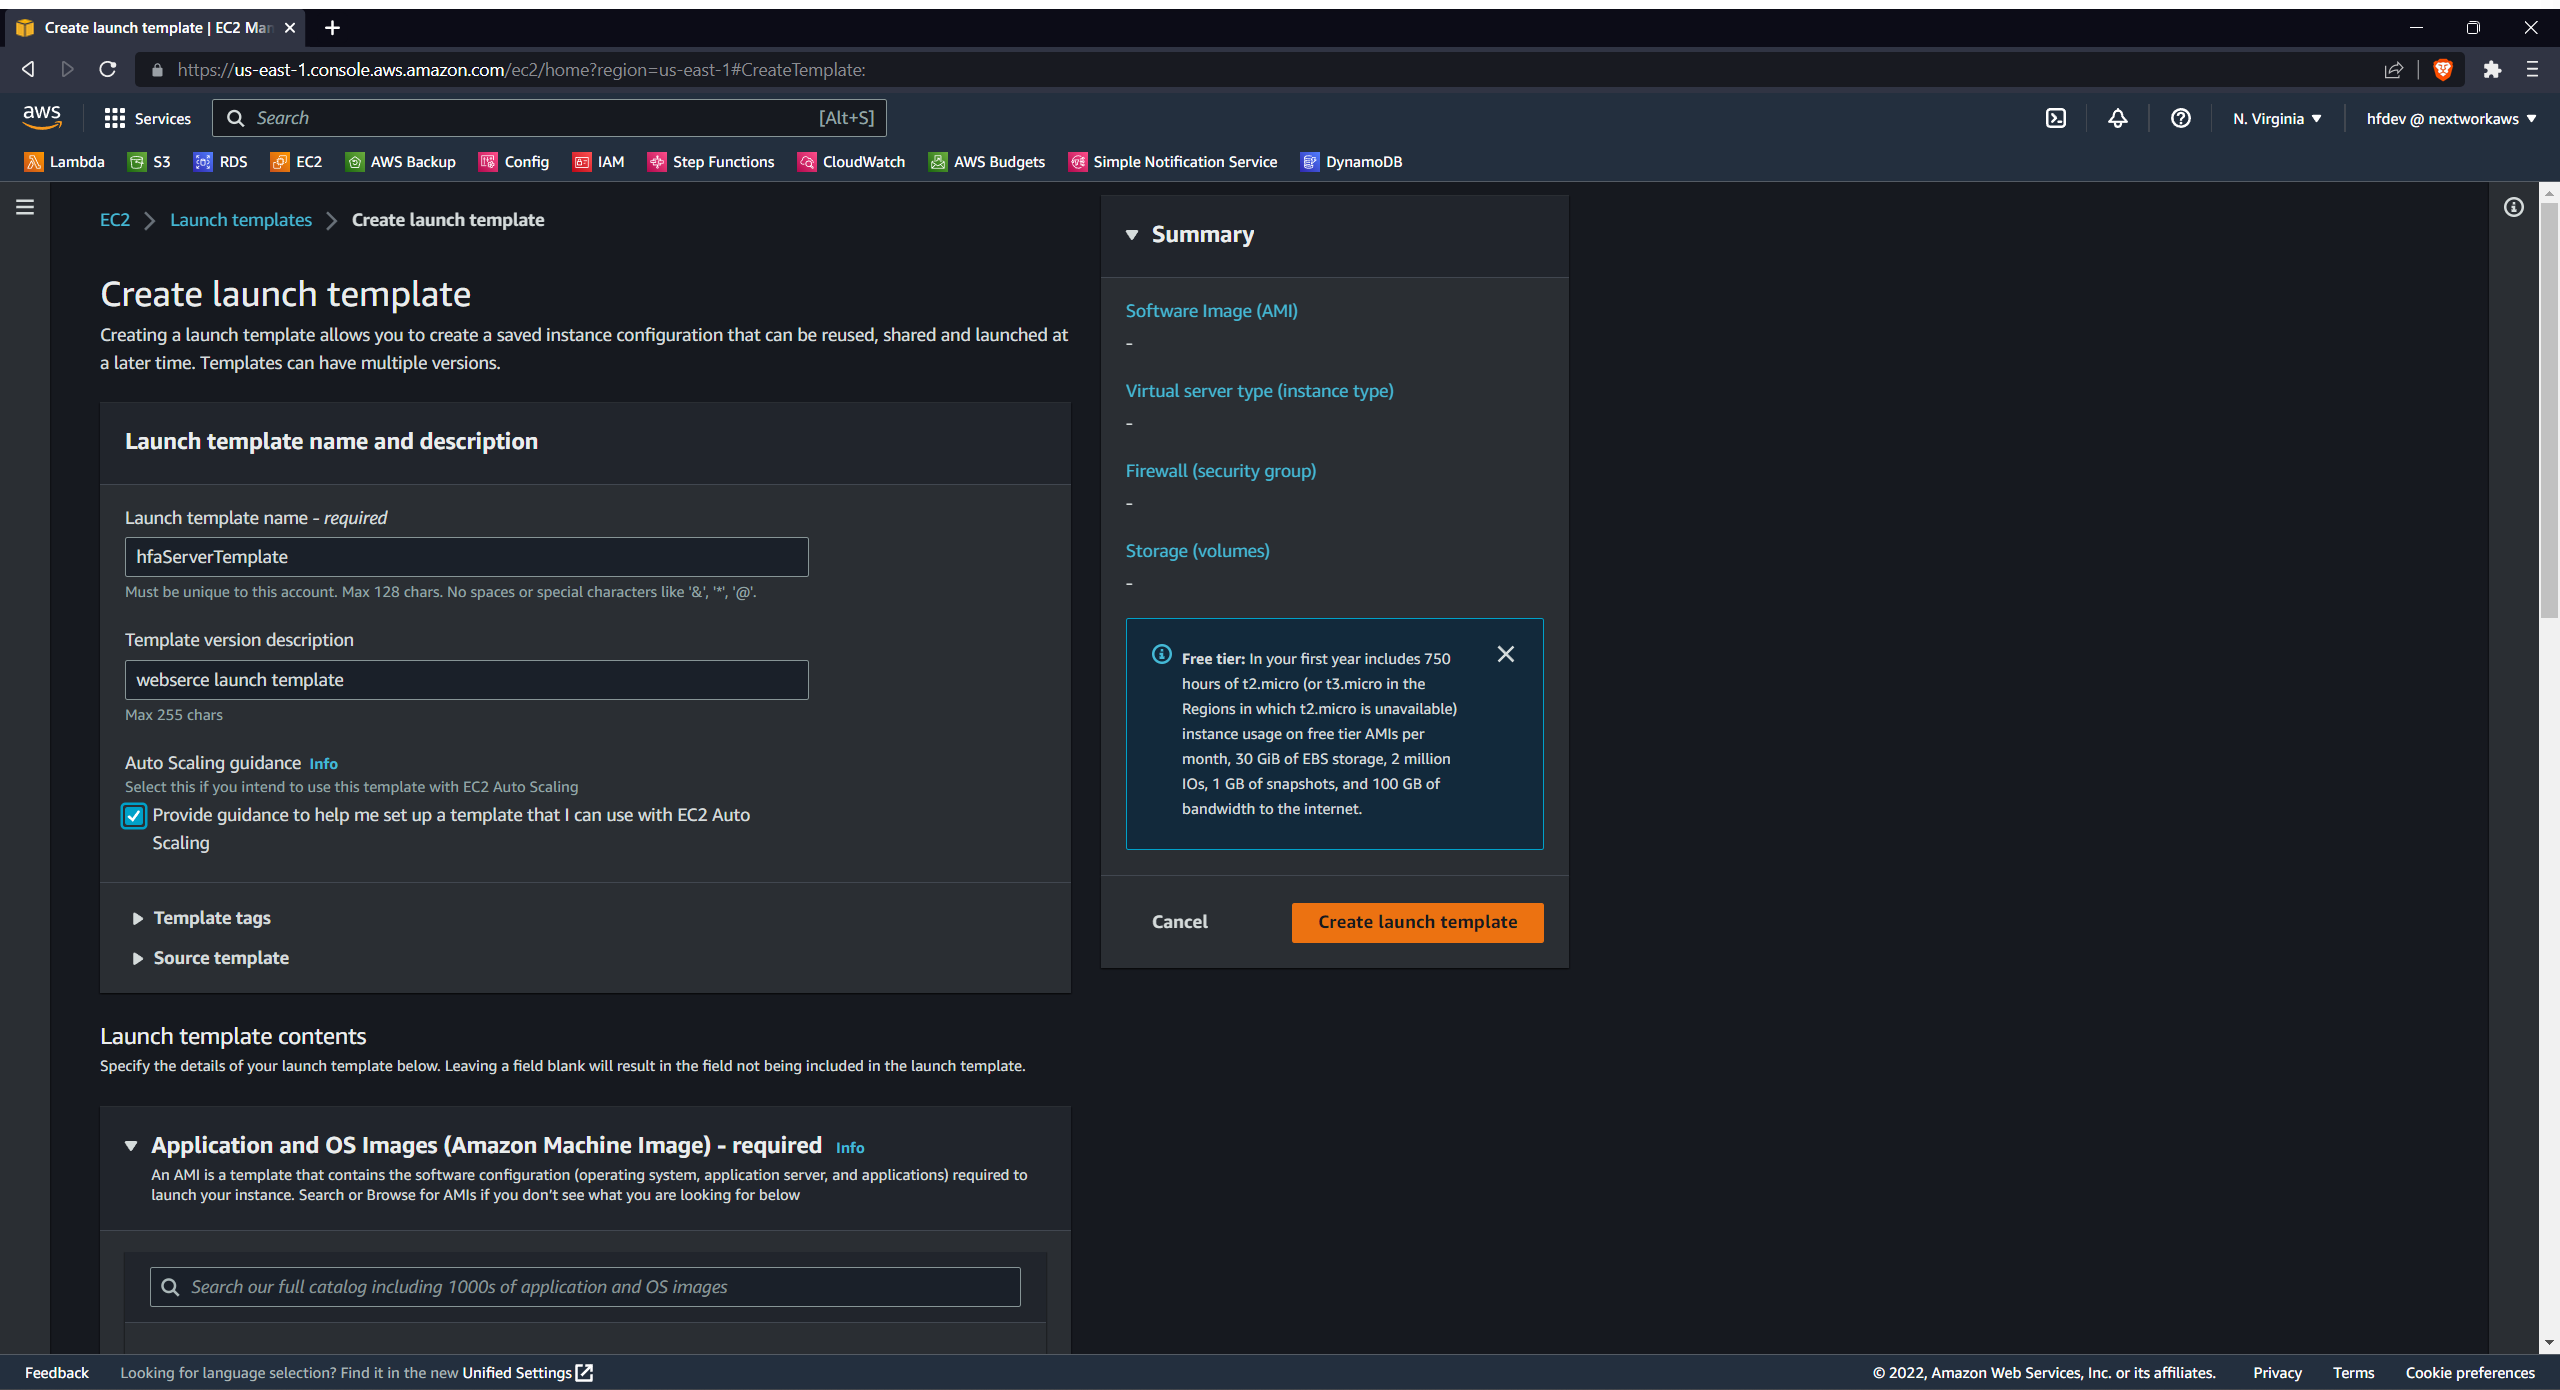 Create launch template | EC2 Man
https://us-east-1.console.aws.amazon.com/ec2/home?region=us-east-1#CreateTemplate:
aws
Services
Search
[Alt+S]
N. Virginia
hfdev @ nextworkaws
Lambda
S3
RDS
EC2
AWS Backup
Config
IAM
Step Functions
CloudWatch
AWS Budgets
Simple Notification Service
DynamoDB
EC2
Launch templates
Create launch template
Create launch template
Creating a launch template allows you to create a saved instance configuration that can be reused, shared and launched at
a later time. Templates can have multiple versions.
Launch template name and description
Launch template name - required
hfaServerTemplate
Must be unique to this account. Max 128 chars. No spaces or special characters like '&', '*', '@'.
Template version description
webserce launch template
Max 255 chars
Auto Scaling guidance Info
Select this if you intend to use this template with EC2 Auto Scaling
Provide guidance to help me set up a template that I can use with EC2 Auto
Scaling
Template tags
Source template
Launch template contents
Specify the details of your launch template below. Leaving a field blank will result in the field not being included in the launch template.
Application and OS Images (Amazon Machine Image) - required Info
An AMI is a template that contains the software configuration (operating system, application server, and applications) required to
launch your instance. Search or Browse for AMIs if you don't see what you are looking for below
Search our full catalog including 1000s of application and OS images
Summary
Software Image (AMI)
-
Virtual server type (instance type)
-
Firewall (security group)
-
Storage (volumes)
-
Free tier: In your first year includes 750
hours of t2.micro (or t3.micro in the
Regions in which t2.micro is unavailable)
instance usage on free tier AMIs per
month, 30 GiB of EBS storage, 2 million
IOs, 1 GB of snapshots, and 100 GB of
bandwidth to the internet.
Cancel
Create launch template
Feedback
Looking for language selection? Find it in the new Unified Settings
© 2022, Amazon Web Services, Inc. or its affiliates.
Privacy
Terms
Cookie preferences